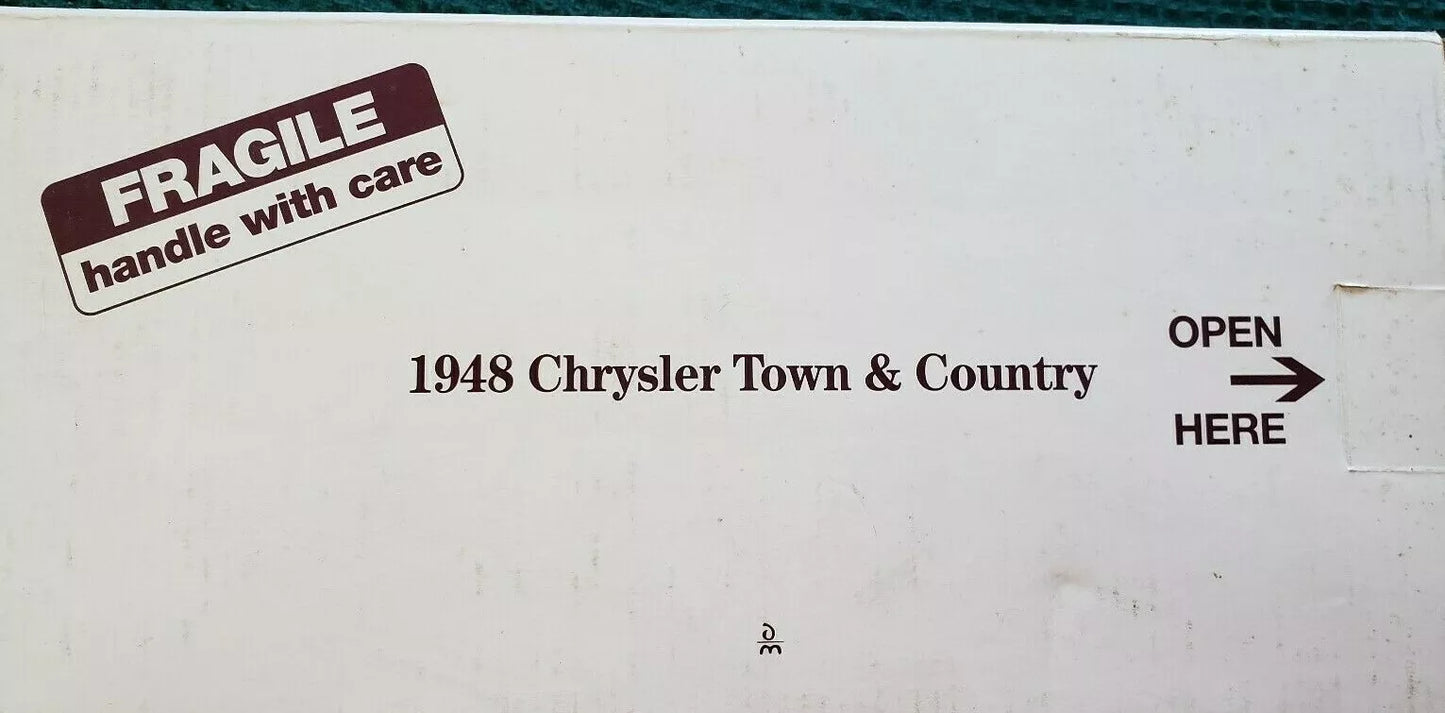 FRAGILE
handle with care
1948 Chrysler Town & Country
OPEN
HERE